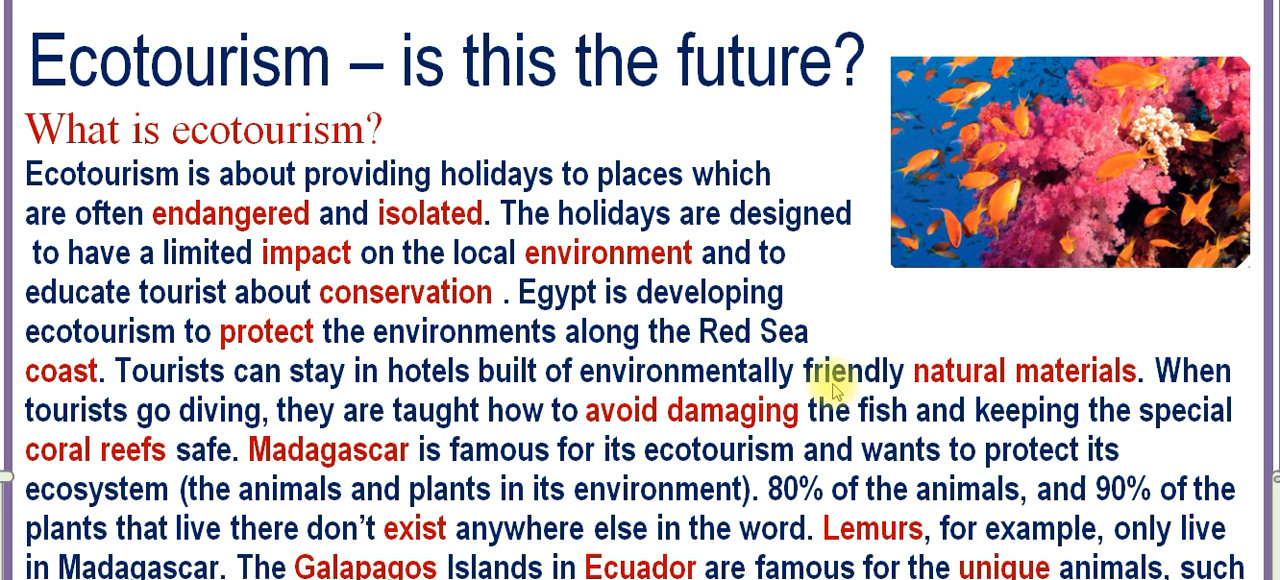 Ecotourism – is this the future?
What is ecotourism?
Ecotourism is about providing holidays to places which
are often endangered and isolated. The holidays are designed
to have a limited impact on the local environment and to
educate tourist about conservation . Egypt is developing
ecotourism to protect the environments along the Red Sea
coast. Tourists can stay in hotels built of environmentally friendly natural materials. When
tourists go diving, they are taught how to avoid damaging the fish and keeping the special
coral reefs safe. Madagascar is famous for its ecotourism and wants to protect its
ecosystem (the animals and plants in its environment). 80% of the animals, and 90% of the
plants that live there don’t exist anywhere else in the word. Lemurs, for example, only live
in Madagascar. The Galapagos Islands in Ecuador are famous for the unique animals, such